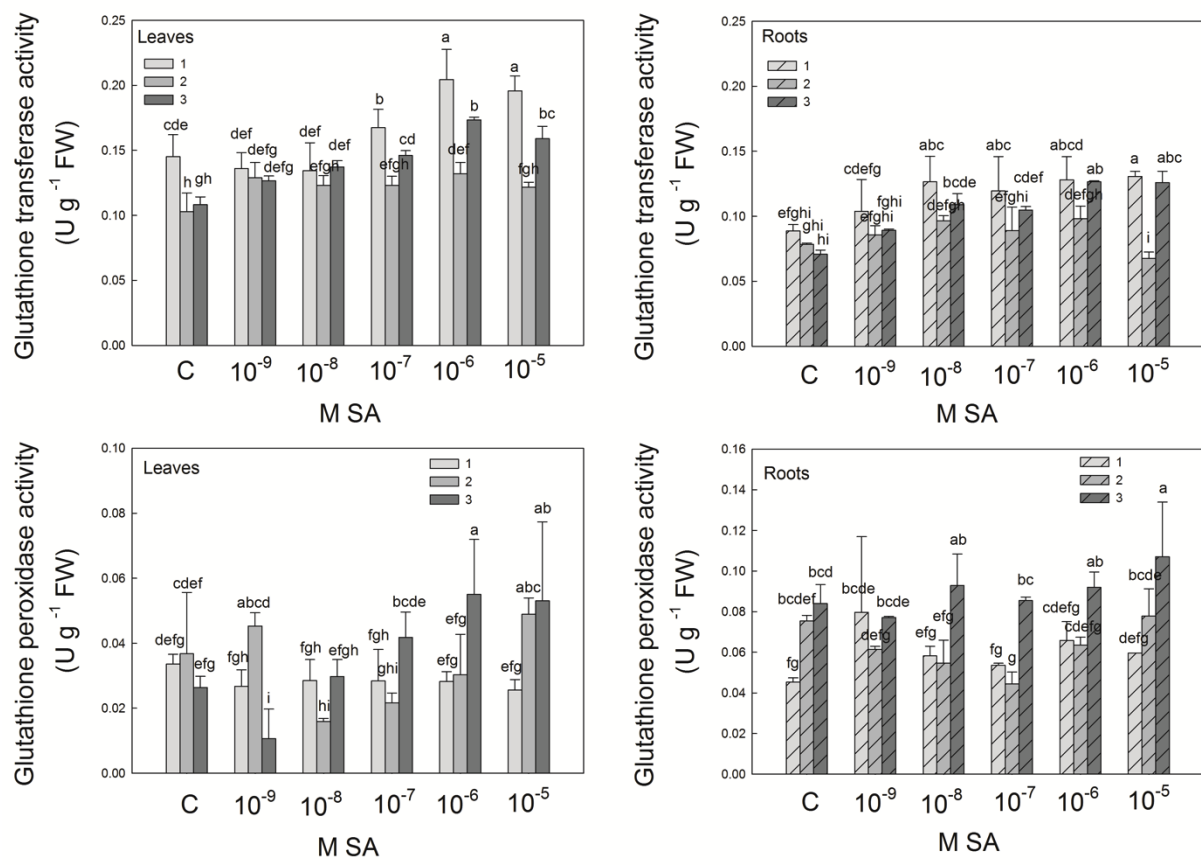 Glutathione transferase activity
(U g -1 FW)
0.25
0.20
0.15
0.10
0.05
0.00
Leaves
1
2
3
cde
h
gh
def
defg
defg
def
efgh
def
b
efgh
cd
a
def
b
a
fgh
bc
C
10-9
10-8
10-7
10-6
10-5
M SA
Glutathione transferase activity
(U g -1 FW)
0.25
0.20
0.15
0.10
0.05
0.00
Roots
1
2
3
efghi
ghi
hi
cdefg
efghi
fghi
abc
defgh
bcde
abc
efghi
cdef
abcd
defgh
ab
a
i
abc
C
10-9
10-8
10-7
10-6
10-5
M SA
Glutathione peroxidase activity
(U g -1 FW)
0.10
0.08
0.06
0.04
0.02
0.00
Leaves
1
2
3
defg
cdef
efg
fgh
abcd
i
fgh
hi
efgh
fgh
ghi
bcde
efg
efg
a
efg
abc
ab
C
10-9
10-8
10-7
10-6
10-5
M SA
Glutathione peroxidase activity
(U g -1 FW)
0.16
0.14
0.12
0.10
0.08
0.06
0.04
0.02
0.00
Roots
1
2
3
fg
bcdef
bcd
bcde
defg
bcde
efg
efg
ab
fg
g
bc
cdefg
cdefg
ab
defg
bcde
a
C
10-9
10-8
10-7
10-6
10-5
M SA